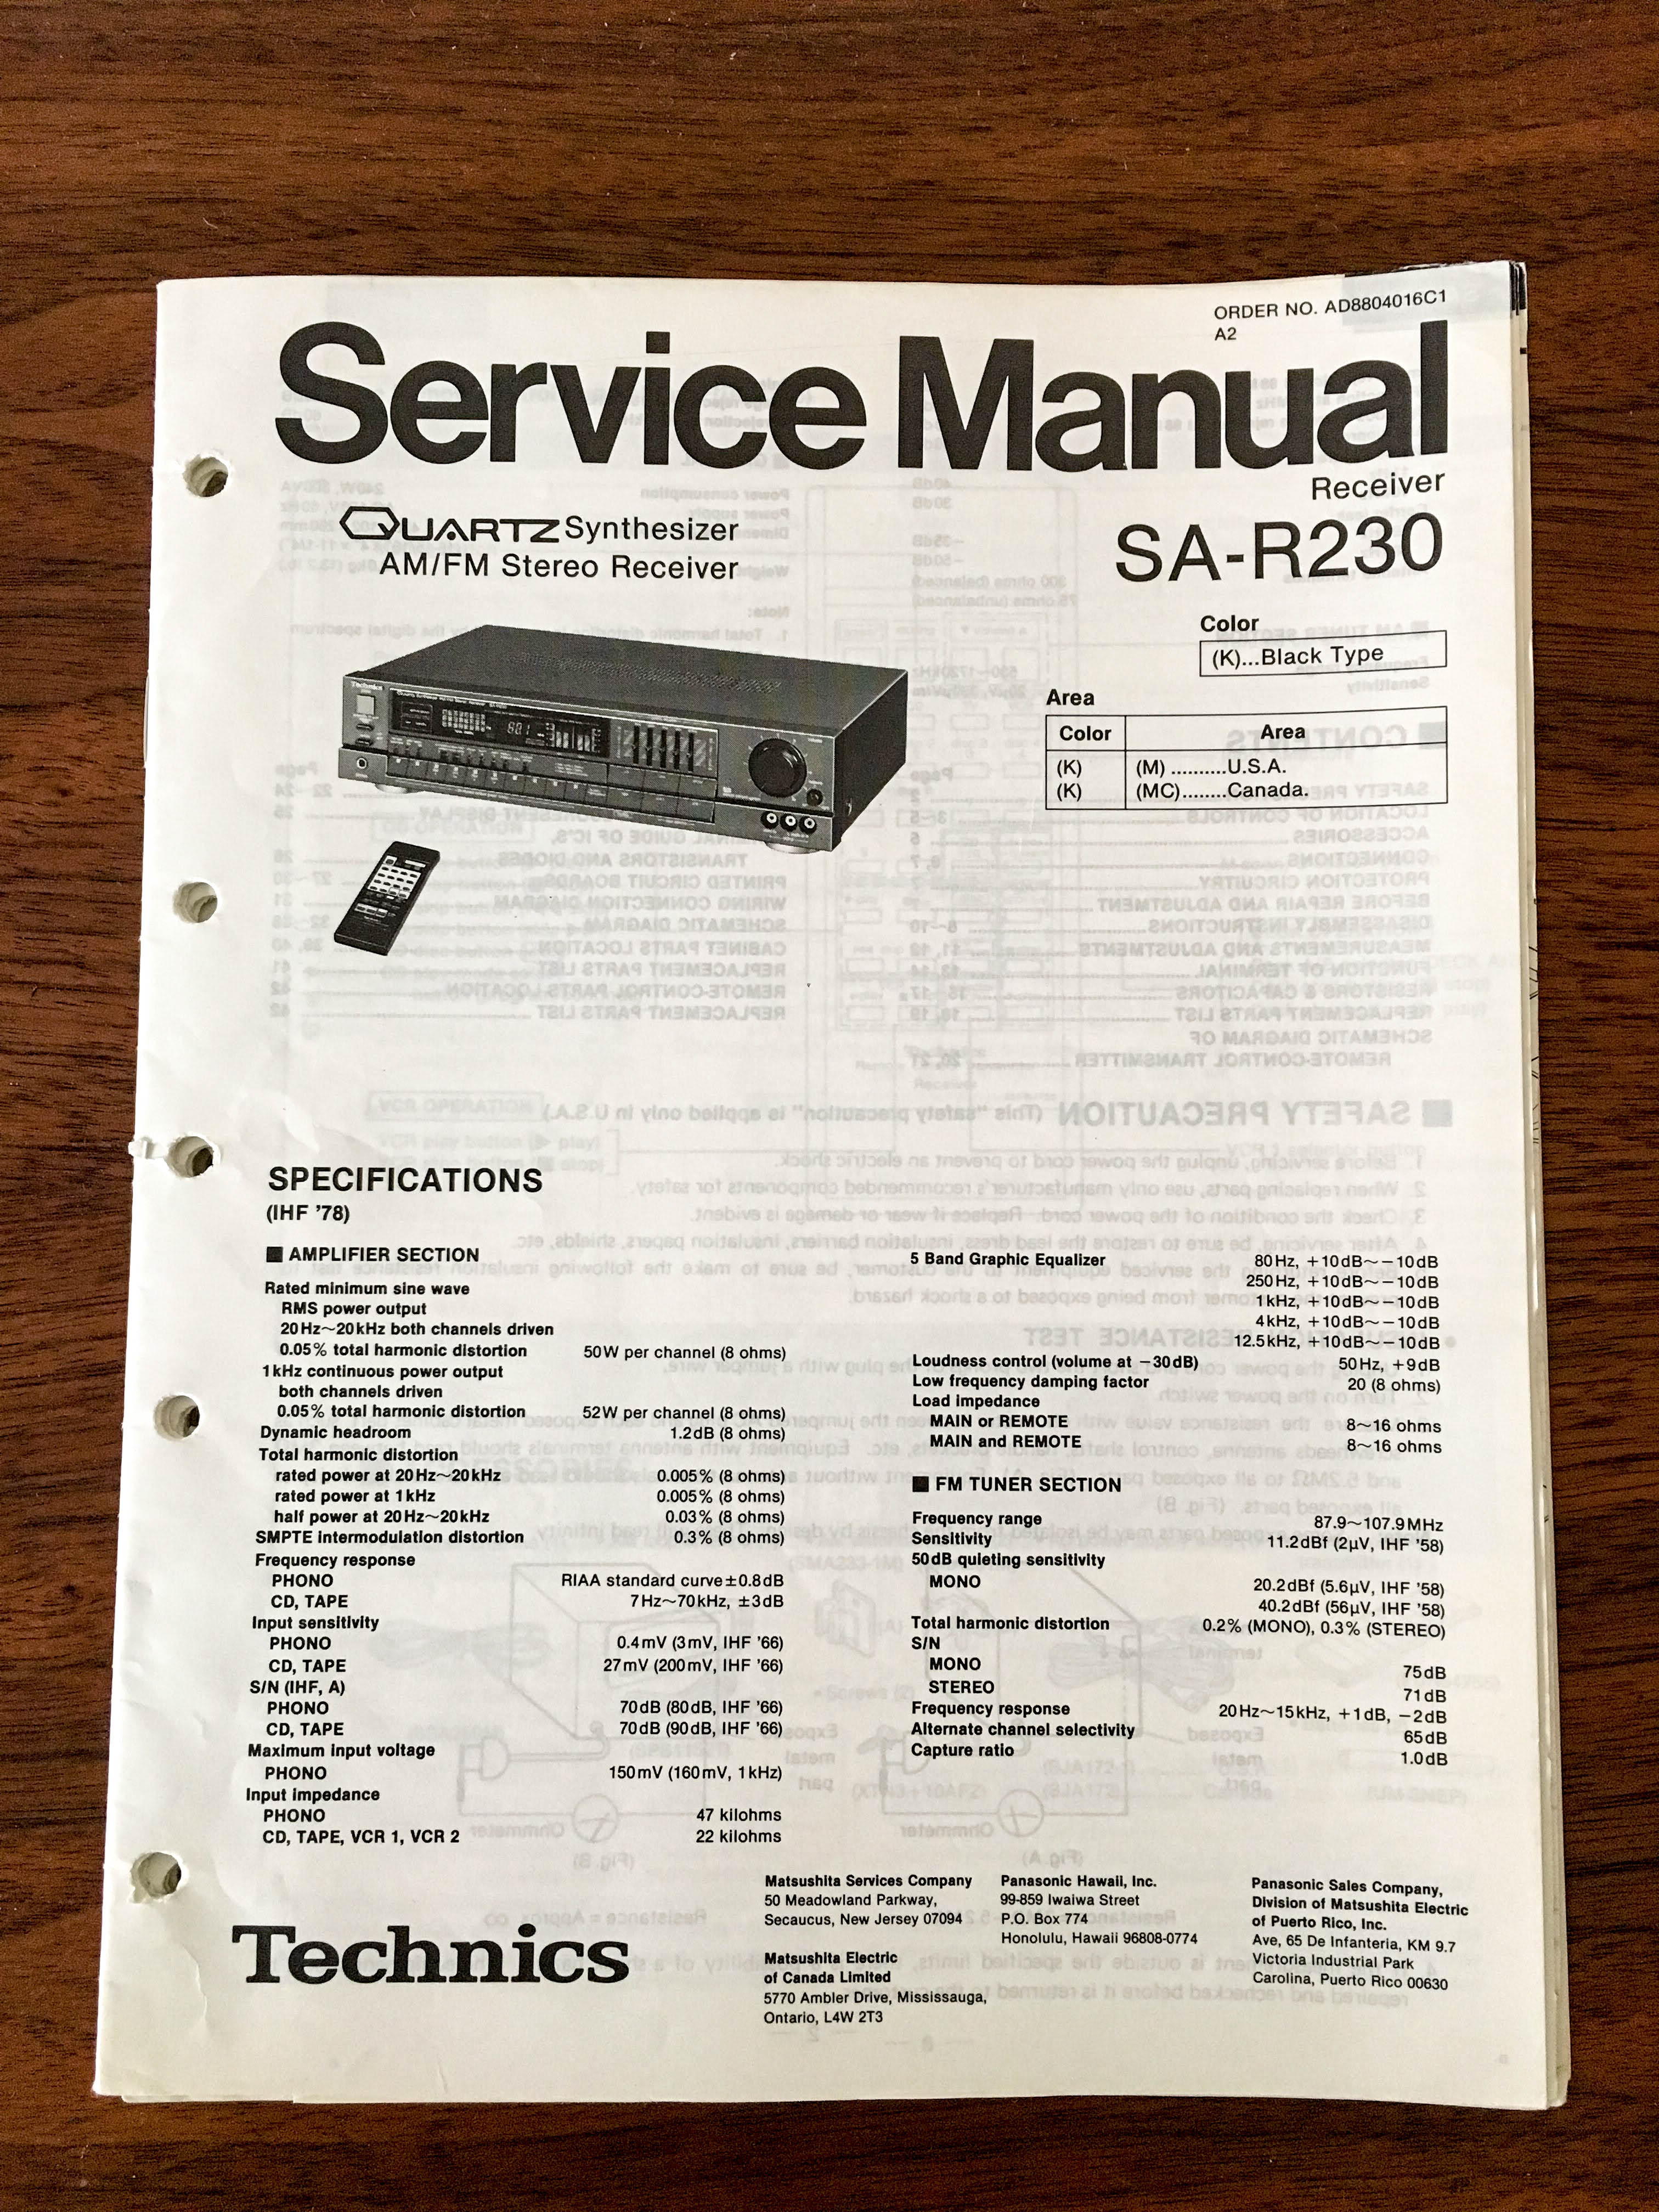 ORDER NO. AD8804016C1
A2
Service Manual
Receiver
QUARTZ Synthesizer
AM/FM Stereo Receiver
SA-R230
Color
(K)...Black Type
Area
Color Area
(K) (M) ..........U.S.A.
(K) (MC)........Canada.
Technics
SPECIFICATIONS
(IHF '78)
■ AMPLIFIER SECTION
Rated minimum sine wave
RMS power output
20Hz~20kHz both channels driven
0.05% total harmonic distortion 50W per channel (8 ohms)
1kHz continuous power output
both channels driven
0.05% total harmonic distortion 52W per channel (8 ohms)
Dynamic headroom 1.2dB (8 ohms)
Total harmonic distortion
rated power at 20Hz~20kHz 0.005% (8 ohms)
rated power at 1kHz 0.005% (8 ohms)
half power at 20Hz~20kHz 0.03% (8 ohms)
SMPTE intermodulation distortion 0.3% (8 ohms)
Frequency response
PHONO RIAA standard curve±0.8dB
CD, TAPE 7Hz~70kHz, ±3dB
Input sensitivity
PHONO 0.4mV (3mV, IHF '66)
CD, TAPE 27mV (200mV, IHF '66)
S/N (IHF, A)
PHONO 70dB (80dB, IHF '66)
CD, TAPE 70dB (90dB, IHF '66)
Maximum input voltage
PHONO 150mV (160mV, 1kHz)
Input impedance
PHONO 47 kilohms
CD, TAPE, VCR 1, VCR 2 22 kilohms
5 Band Graphic Equalizer 80Hz, +10dB~−10dB
250Hz, +10dB~−10dB
1kHz, +10dB~−10dB
4kHz, +10dB~−10dB
12.5kHz, +10dB~−10dB
Loudness control (volume at −30dB) 50Hz, +9dB
Low frequency damping factor 20 (8 ohms)
Load impedance
MAIN or REMOTE 8~16 ohms
MAIN and REMOTE 8~16 ohms
■ FM TUNER SECTION
Frequency range 87.9~107.9MHz
Sensitivity 11.2dBf (2µV, IHF '58)
50dB quieting sensitivity
MONO 20.2dBf (5.6µV, IHF '58)
40.2dBf (56µV, IHF '58)
Total harmonic distortion 0.2% (MONO), 0.3% (STEREO)
S/N
MONO 75dB
STEREO 71dB
Frequency response 20Hz~15kHz, +1dB, −2dB
Alternate channel selectivity 65dB
Capture ratio 1.0dB
Technics
Matsushita Services Company
50 Meadowland Parkway,
Secaucus, New Jersey 07094
Matsushita Electric
of Canada Limited
5770 Ambler Drive, Mississauga,
Ontario, L4W 2T3
Panasonic Hawaii, Inc.
99-859 Iwaiwa Street
P.O. Box 774
Honolulu, Hawaii 96808-0774
Panasonic Sales Company,
Division of Matsushita Electric
of Puerto Rico, Inc.
Ave, 65 De Infanteria, KM 9.7
Victoria Industrial Park
Carolina, Puerto Rico 00630